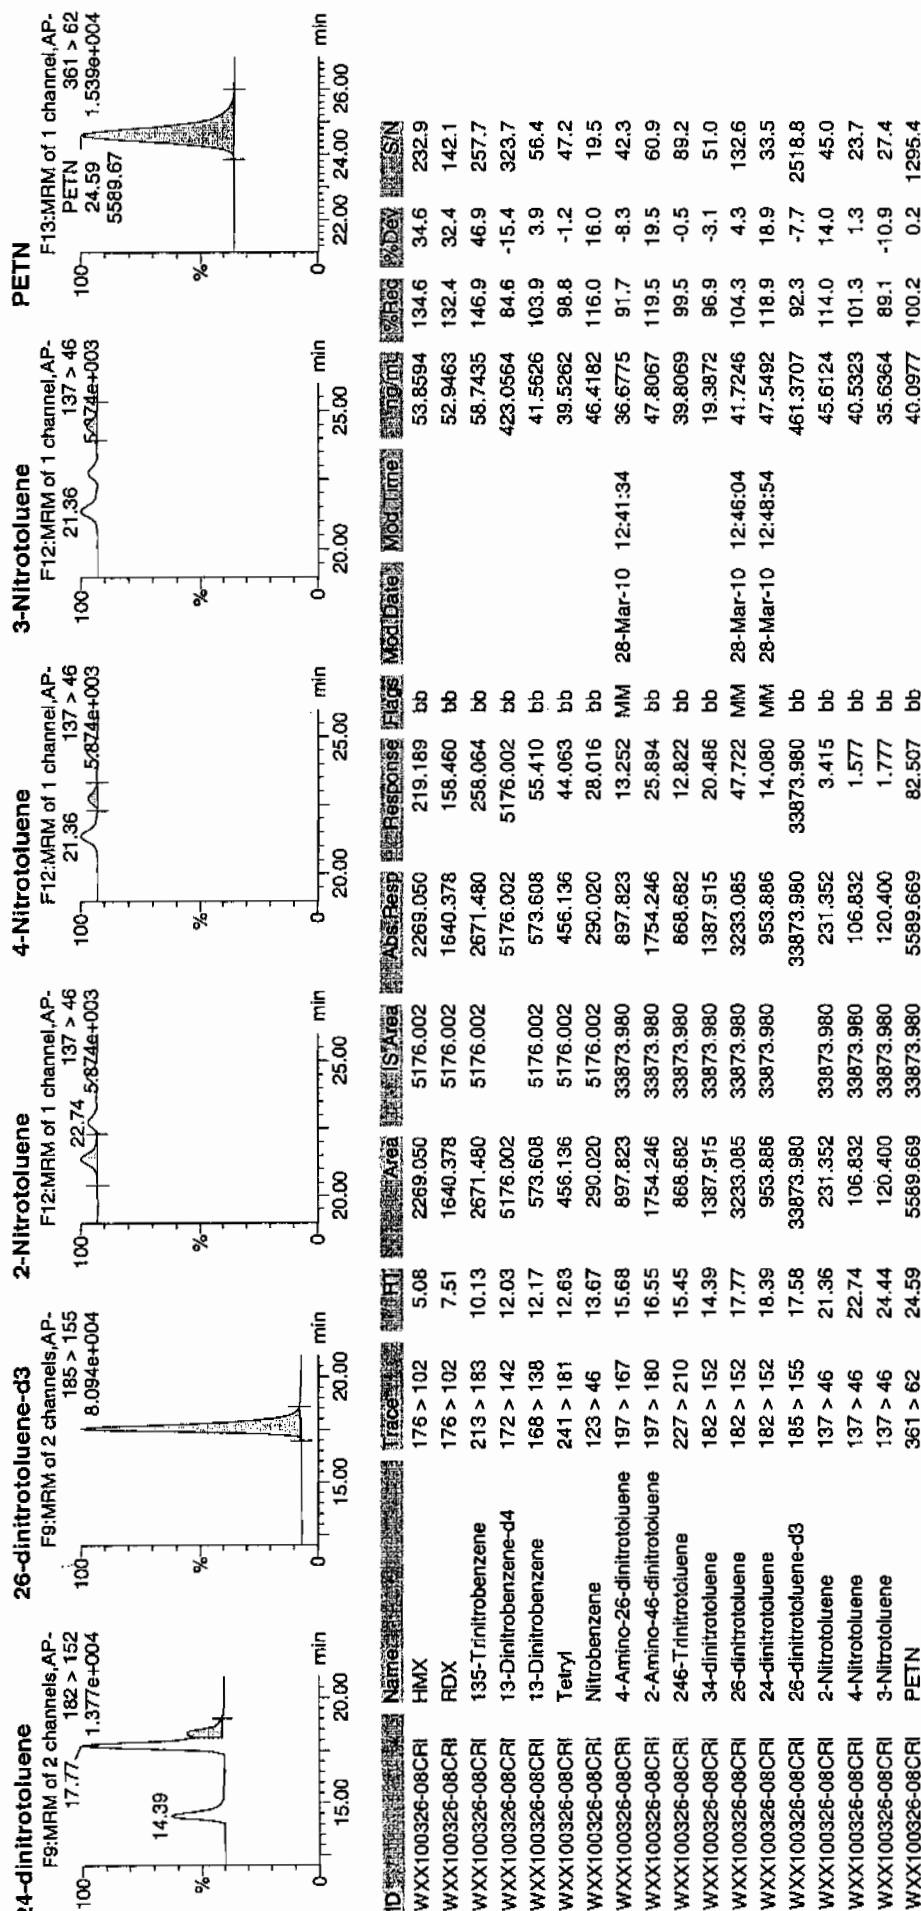 24-dinitrotoluene
F9:MRM of 2 channels,AP-
182 > 152
1.377e+004
17.77
14.39
100
%
0
15.00
20.00
min
26-dinitrotoluene-d3
F9:MRM of 2 channels,AP-
185 > 155
8.094e+004
100
%
0
15.00
20.00
min
2-Nitrotoluene
F12:MRM of 1 channel,AP-
137 > 46
22.74
100
%
0
20.00
25.00
min
4-Nitrotoluene
F12:MRM of 1 channel,AP-
137 > 46
21.36
5.874e+003
100
%
0
20.00
25.00
min
3-Nitrotoluene
F12:MRM of 1 channel,AP-
137 > 46
21.36
100
%
0
20.00
25.00
min
PETN
F13:MRM of 1 channel,AP-
PETN
361 > 62
24.59
1.539e+004
5589.67
100
%
0
22.00
24.00
26.00
min
ID Name Trace RT Area IS Area Abs.Resp Response Flags Mod.Date Mod.Time ng/mL %Rec %Dev S/N
WXX100326-08CRI HMX 176 > 102 5.08 2269.050 5176.002 2269.050 219.189 bb 53.8594 134.6 34.6 232.9
WXX100326-08CRI RDX 176 > 102 7.51 1640.378 5176.002 1640.378 158.460 bb 52.9463 132.4 32.4 142.1
WXX100326-08CRI 135-Trinitrobenzene 213 > 183 10.13 2671.480 5176.002 2671.480 258.064 bb 58.7435 146.9 46.9 257.7
WXX100326-08CRI 13-Dinitrobenzene-d4 172 > 142 12.03 5176.002 5176.002 5176.002 bb 423.0564 84.6 -15.4 323.7
WXX100326-08CRI 13-Dinitrobenzene 168 > 138 12.17 573.608 5176.002 573.608 55.410 bb 41.5626 103.9 3.9 56.4
WXX100326-08CRI Tetryl 241 > 181 12.63 456.136 5176.002 456.136 44.063 bb 39.5262 98.8 -1.2 47.2
WXX100326-08CRI Nitrobenzene 123 > 46 13.67 290.020 5176.002 290.020 28.016 bb 46.4182 116.0 16.0 19.5
WXX100326-08CRI 4-Amino-26-dinitrotoluene 197 > 167 15.68 897.823 33873.980 897.823 13.252 MM 28-Mar-10 12:41:34 36.6775 91.7 -8.3 42.3
WXX100326-08CRI 2-Amino-46-dinitrotoluene 197 > 180 16.55 1754.246 33873.980 1754.246 25.894 bb 47.8067 119.5 19.5 60.9
WXX100326-08CRI 246-Trinitrotoluene 227 > 210 15.45 868.682 33873.980 868.682 12.822 bb 39.8069 99.5 -0.5 89.2
WXX100326-08CRI 34-dinitrotoluene 182 > 152 14.39 1387.915 33873.980 1387.915 20.486 bb 19.3872 96.9 -3.1 51.0
WXX100326-08CRI 26-dinitrotoluene 182 > 152 17.77 3233.085 33873.980 3233.085 47.722 MM 28-Mar-10 12:46:04 41.7246 104.3 4.3 132.6
WXX100326-08CRI 24-dinitrotoluene 182 > 152 18.39 953.886 33873.980 953.886 14.080 MM 28-Mar-10 12:48:54 47.5492 118.9 18.9 33.5
WXX100326-08CRI 26-dinitrotoluene-d3 185 > 155 17.58 33873.980 33873.980 33873.980 bb 461.3707 92.3 -7.7 2518.8
WXX100326-08CRI 2-Nitrotoluene 137 > 46 21.36 231.352 33873.980 231.352 3.415 bb 45.6124 114.0 14.0 45.0
WXX100326-08CRI 4-Nitrotoluene 137 > 46 22.74 106.832 33873.980 106.832 1.577 bb 40.5323 101.3 1.3 23.7
WXX100326-08CRI 3-Nitrotoluene 137 > 46 24.44 120.400 33873.980 120.400 1.777 bb 35.6364 89.1 -10.9 27.4
WXX100326-08CRI PETN 361 > 62 24.59 5589.669 33873.980 5589.669 82.507 bb 40.0977 100.2 0.2 1295.4